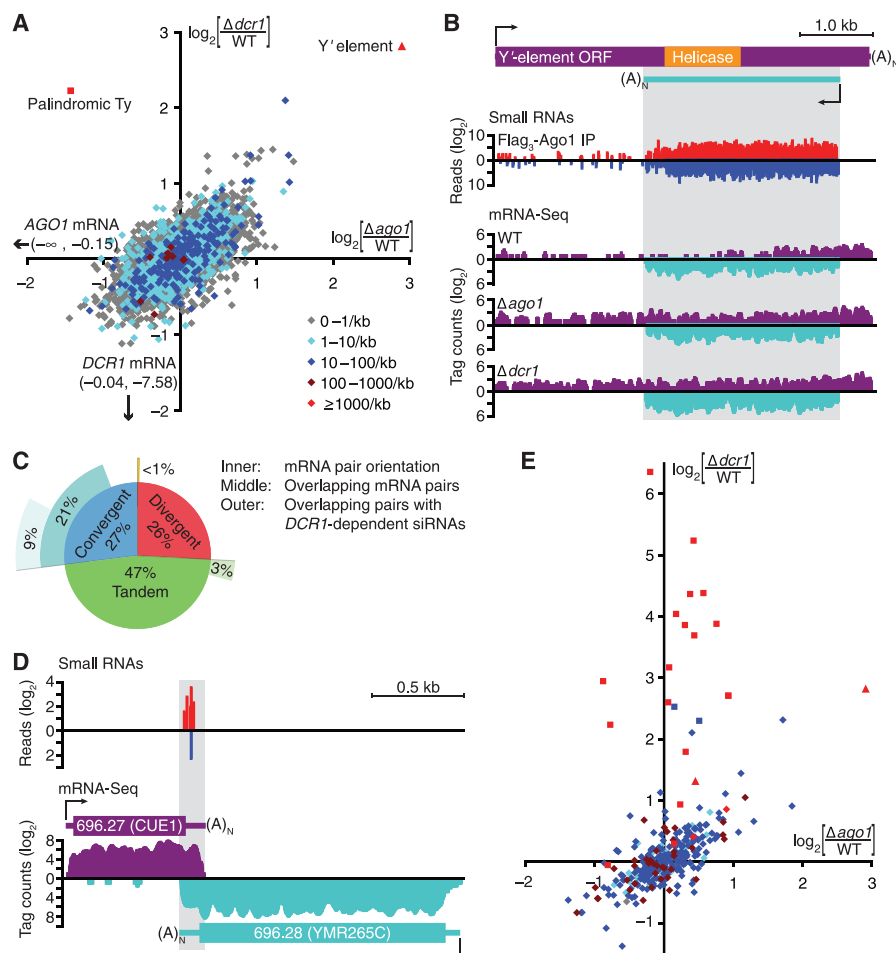 A
log2[Δdcr1/WT]
Y′ element
3
2
1
Palindromic Ty
AGO1 mRNA
(−∞ , −0.15)
log2[Δago1/WT]
−2
−1
0
1
2
3
−1
−2
DCR1 mRNA
(−0.04, −7.58)
0 – 1/kb
1 – 10/kb
10 – 100/kb
100 – 1000/kb
≥1000/kb
B
1.0 kb
Y′-element ORF
Helicase
(A)N
(A)N
Small RNAs
Flag3-Ago1 IP
Reads (log2)
10
0
10
mRNA-Seq
WT
6
0
6
Δago1
Tag counts (log2)
6
0
6
Δdcr1
6
0
6
C
<1%
21%
9%
Convergent
27%
Divergent
26%
47%
Tandem
3%
Inner: mRNA pair orientation
Middle: Overlapping mRNA pairs
Outer: Overlapping pairs with
DCR1-dependent siRNAs
D
Small RNAs
0.5 kb
Reads (log2)
4
2
0
2
mRNA-Seq
696.27 (CUE1)
(A)N
Tag counts (log2)
8
4
0
4
8
(A)N
696.28 (YMR265C)
E
log2[Δdcr1/WT]
6
5
4
3
2
1
log2[Δago1/WT]
−2
−1
0
1
2
3
−1